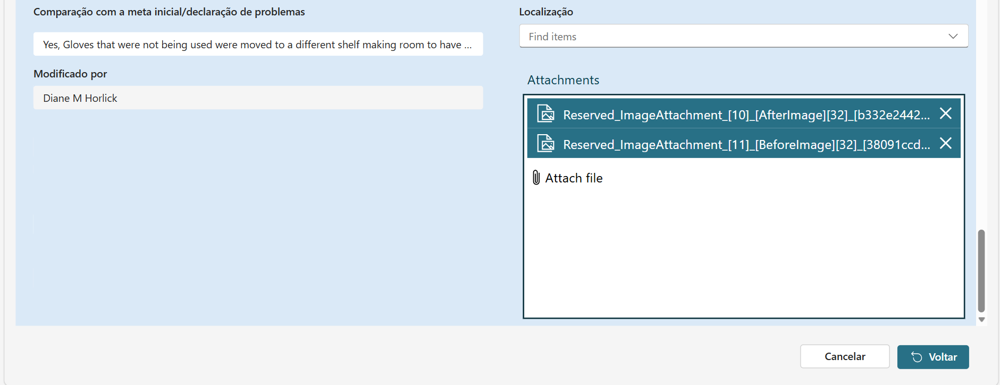 Comparação com a meta inicial/declaração de problemas
Yes, Gloves that were not being used were moved to a different shelf making room to have ...
Modificado por
Diane M Horlick
Localização
Find items
Attachments
Reserved_ImageAttachment_[10]_[AfterImage][32]_[b332e2442...
Reserved_ImageAttachment_[11]_[BeforeImage][32]_[38091ccd...
Attach file
Cancelar
Voltar